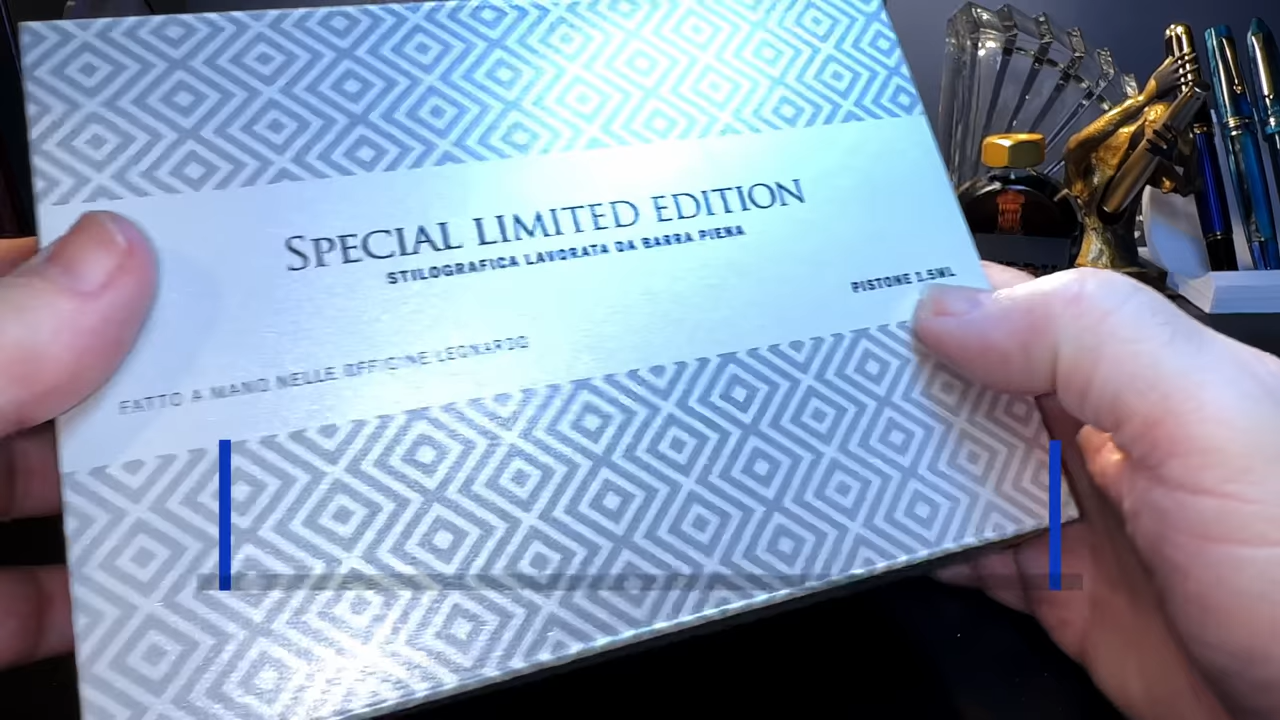 SPECIAL LIMITED EDITION
STILOGRAFICA LAVORATA DA BARRA PIENA
PISTONE 1.5ML
FATTO A MANO NELLE OFFICINE LEONARDO